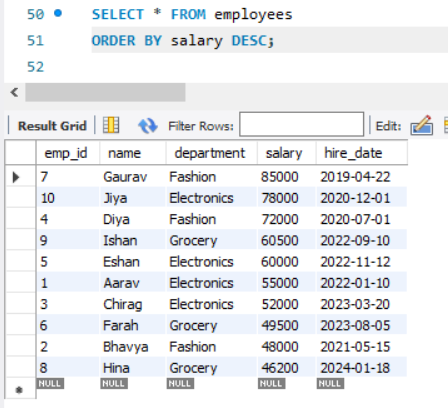 50 SELECT * FROM employees
51 ORDER BY salary DESC;
52
Result Grid Filter Rows: Edit:
emp_id name department salary hire_date
7 Gaurav Fashion 85000 2019-04-22
10 Jiya Electronics 78000 2020-12-01
4 Diya Fashion 72000 2020-07-01
9 Ishan Grocery 60500 2022-09-10
5 Eshan Electronics 60000 2022-11-12
1 Aarav Electronics 55000 2022-01-10
3 Chirag Electronics 52000 2023-03-20
6 Farah Grocery 49500 2023-08-05
2 Bhavya Fashion 48000 2021-05-15
8 Hina Grocery 46200 2024-01-18
NULL NULL NULL NULL NULL